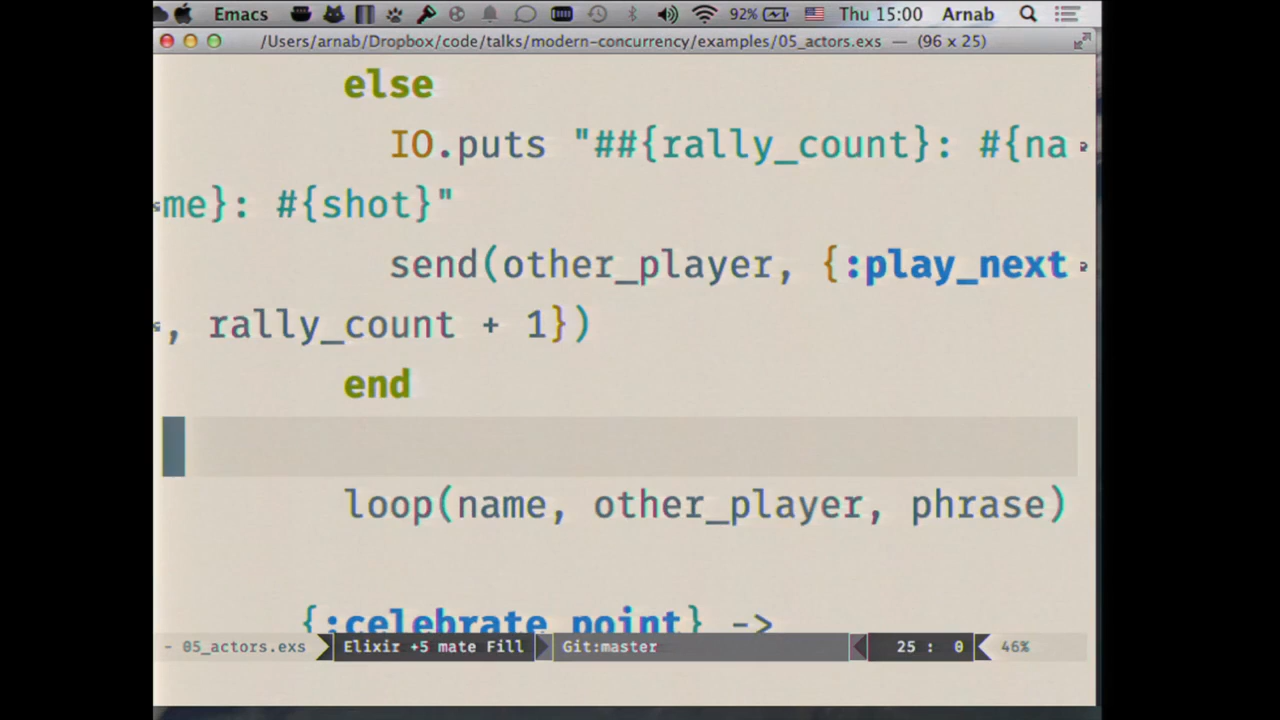 Emacs 92% Thu 15:00 Arnab
/Users/arnab/Dropbox/code/talks/modern-concurrency/examples/05_actors.exs — (96 x 25)
else
IO.puts "##{rally_count}: #{na
me}: #{shot}"
send(other_player, {:play_next
, rally_count + 1})
end
loop(name, other_player, phrase)
{:celebrate_point} ->
- 05_actors.exs Elixir +5 mate Fill Git:master 25 : 0 46%